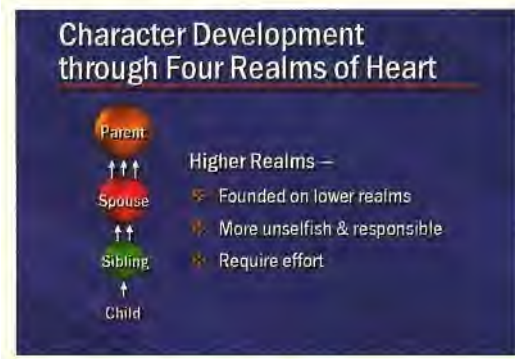 Character Development
through Four Realms of Heart
Parent
Spouse
Sibling
Child
Higher Realms –
Founded on lower realms
More unselfish & responsible
Require effort